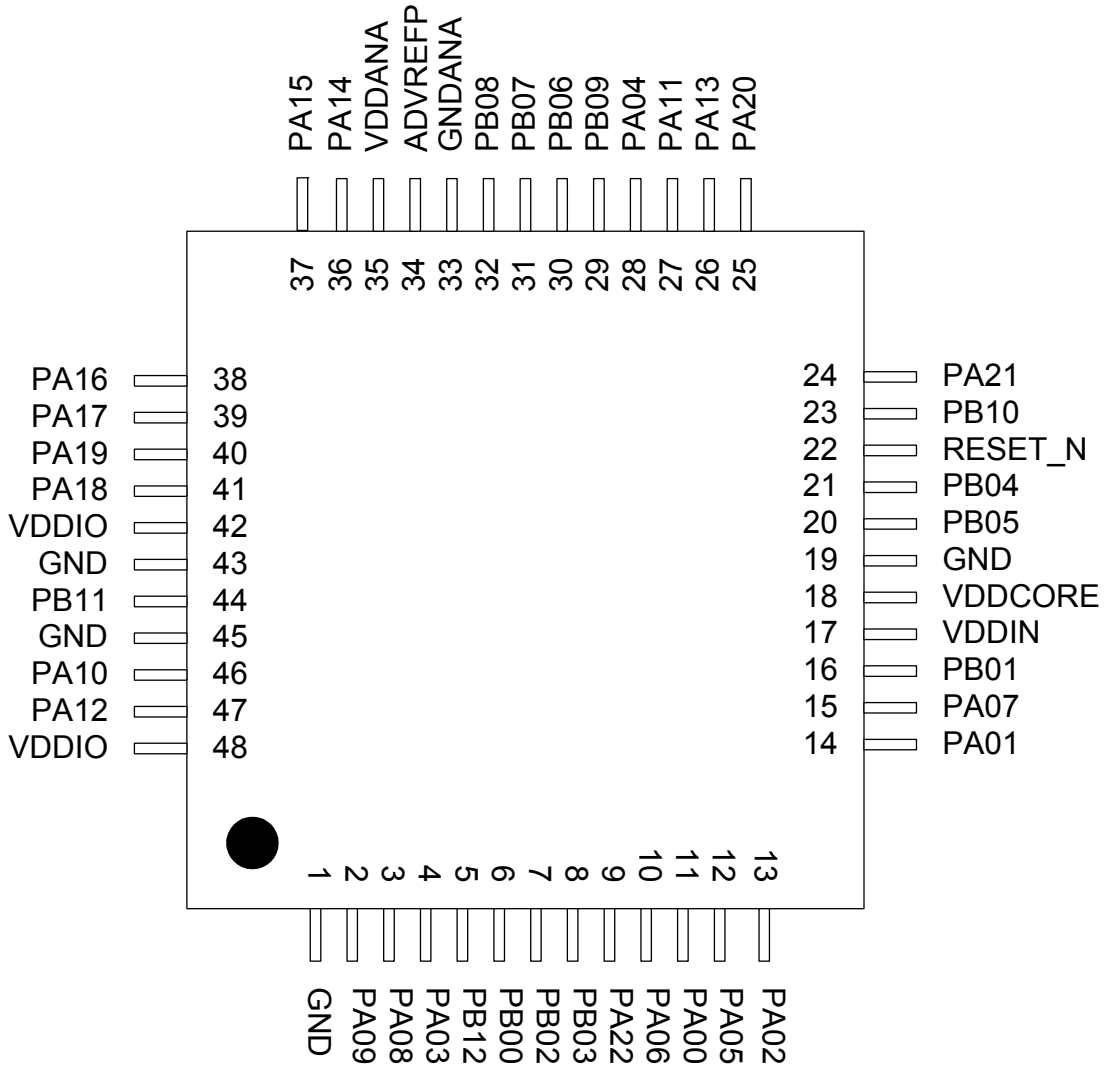 PA15
PA14
VDDANA
ADVREFP
GNDANA
PB08
PB07
PB06
PB09
PA04
PA11
PA13
PA20
37
36
35
34
33
32
31
30
29
28
27
26
25
PA16 38
PA17 39
PA19 40
PA18 41
VDDIO 42
GND 43
PB11 44
GND 45
PA10 46
PA12 47
VDDIO 48
24 PA21
23 PB10
22 RESET_N
21 PB04
20 PB05
19 GND
18 VDDCORE
17 VDDIN
16 PB01
15 PA07
14 PA01
1
2
3
4
5
6
7
8
9
10
11
12
13
GND
PA09
PA08
PA03
PB12
PB00
PB02
PB03
PA22
PA06
PA00
PA05
PA02